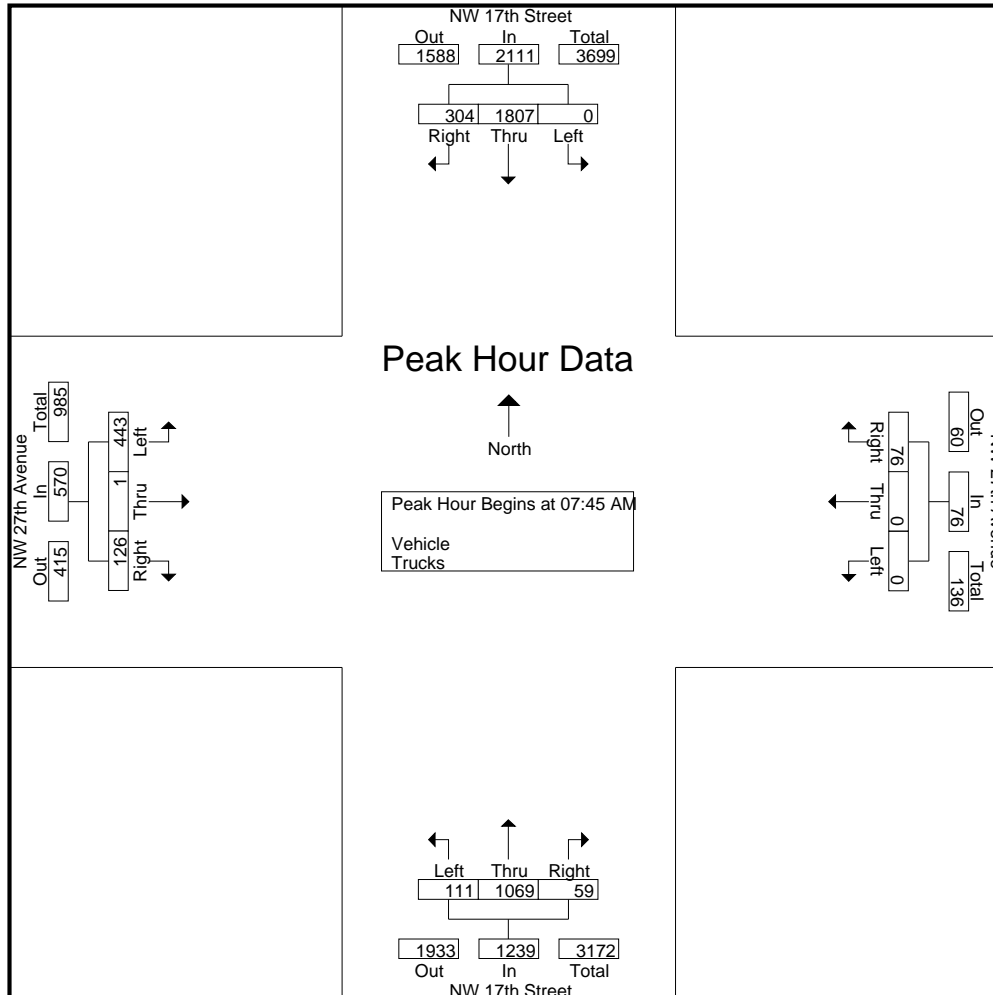 NW 17th Street
Out In Total
1588 2111 3699
304 1807 0
Right Thru Left
Peak Hour Data
North
Peak Hour Begins at 07:45 AM
Vehicle
Trucks
NW 27th Avenue
Total In Out
985 570 415
443 1 126
Left Thru Right
Right Thru Left
76 0 0
Out In Total
60 76 136
Left Thru Right
111 1069 59
1933 1239 3172
Out In Total
NW 17th Street